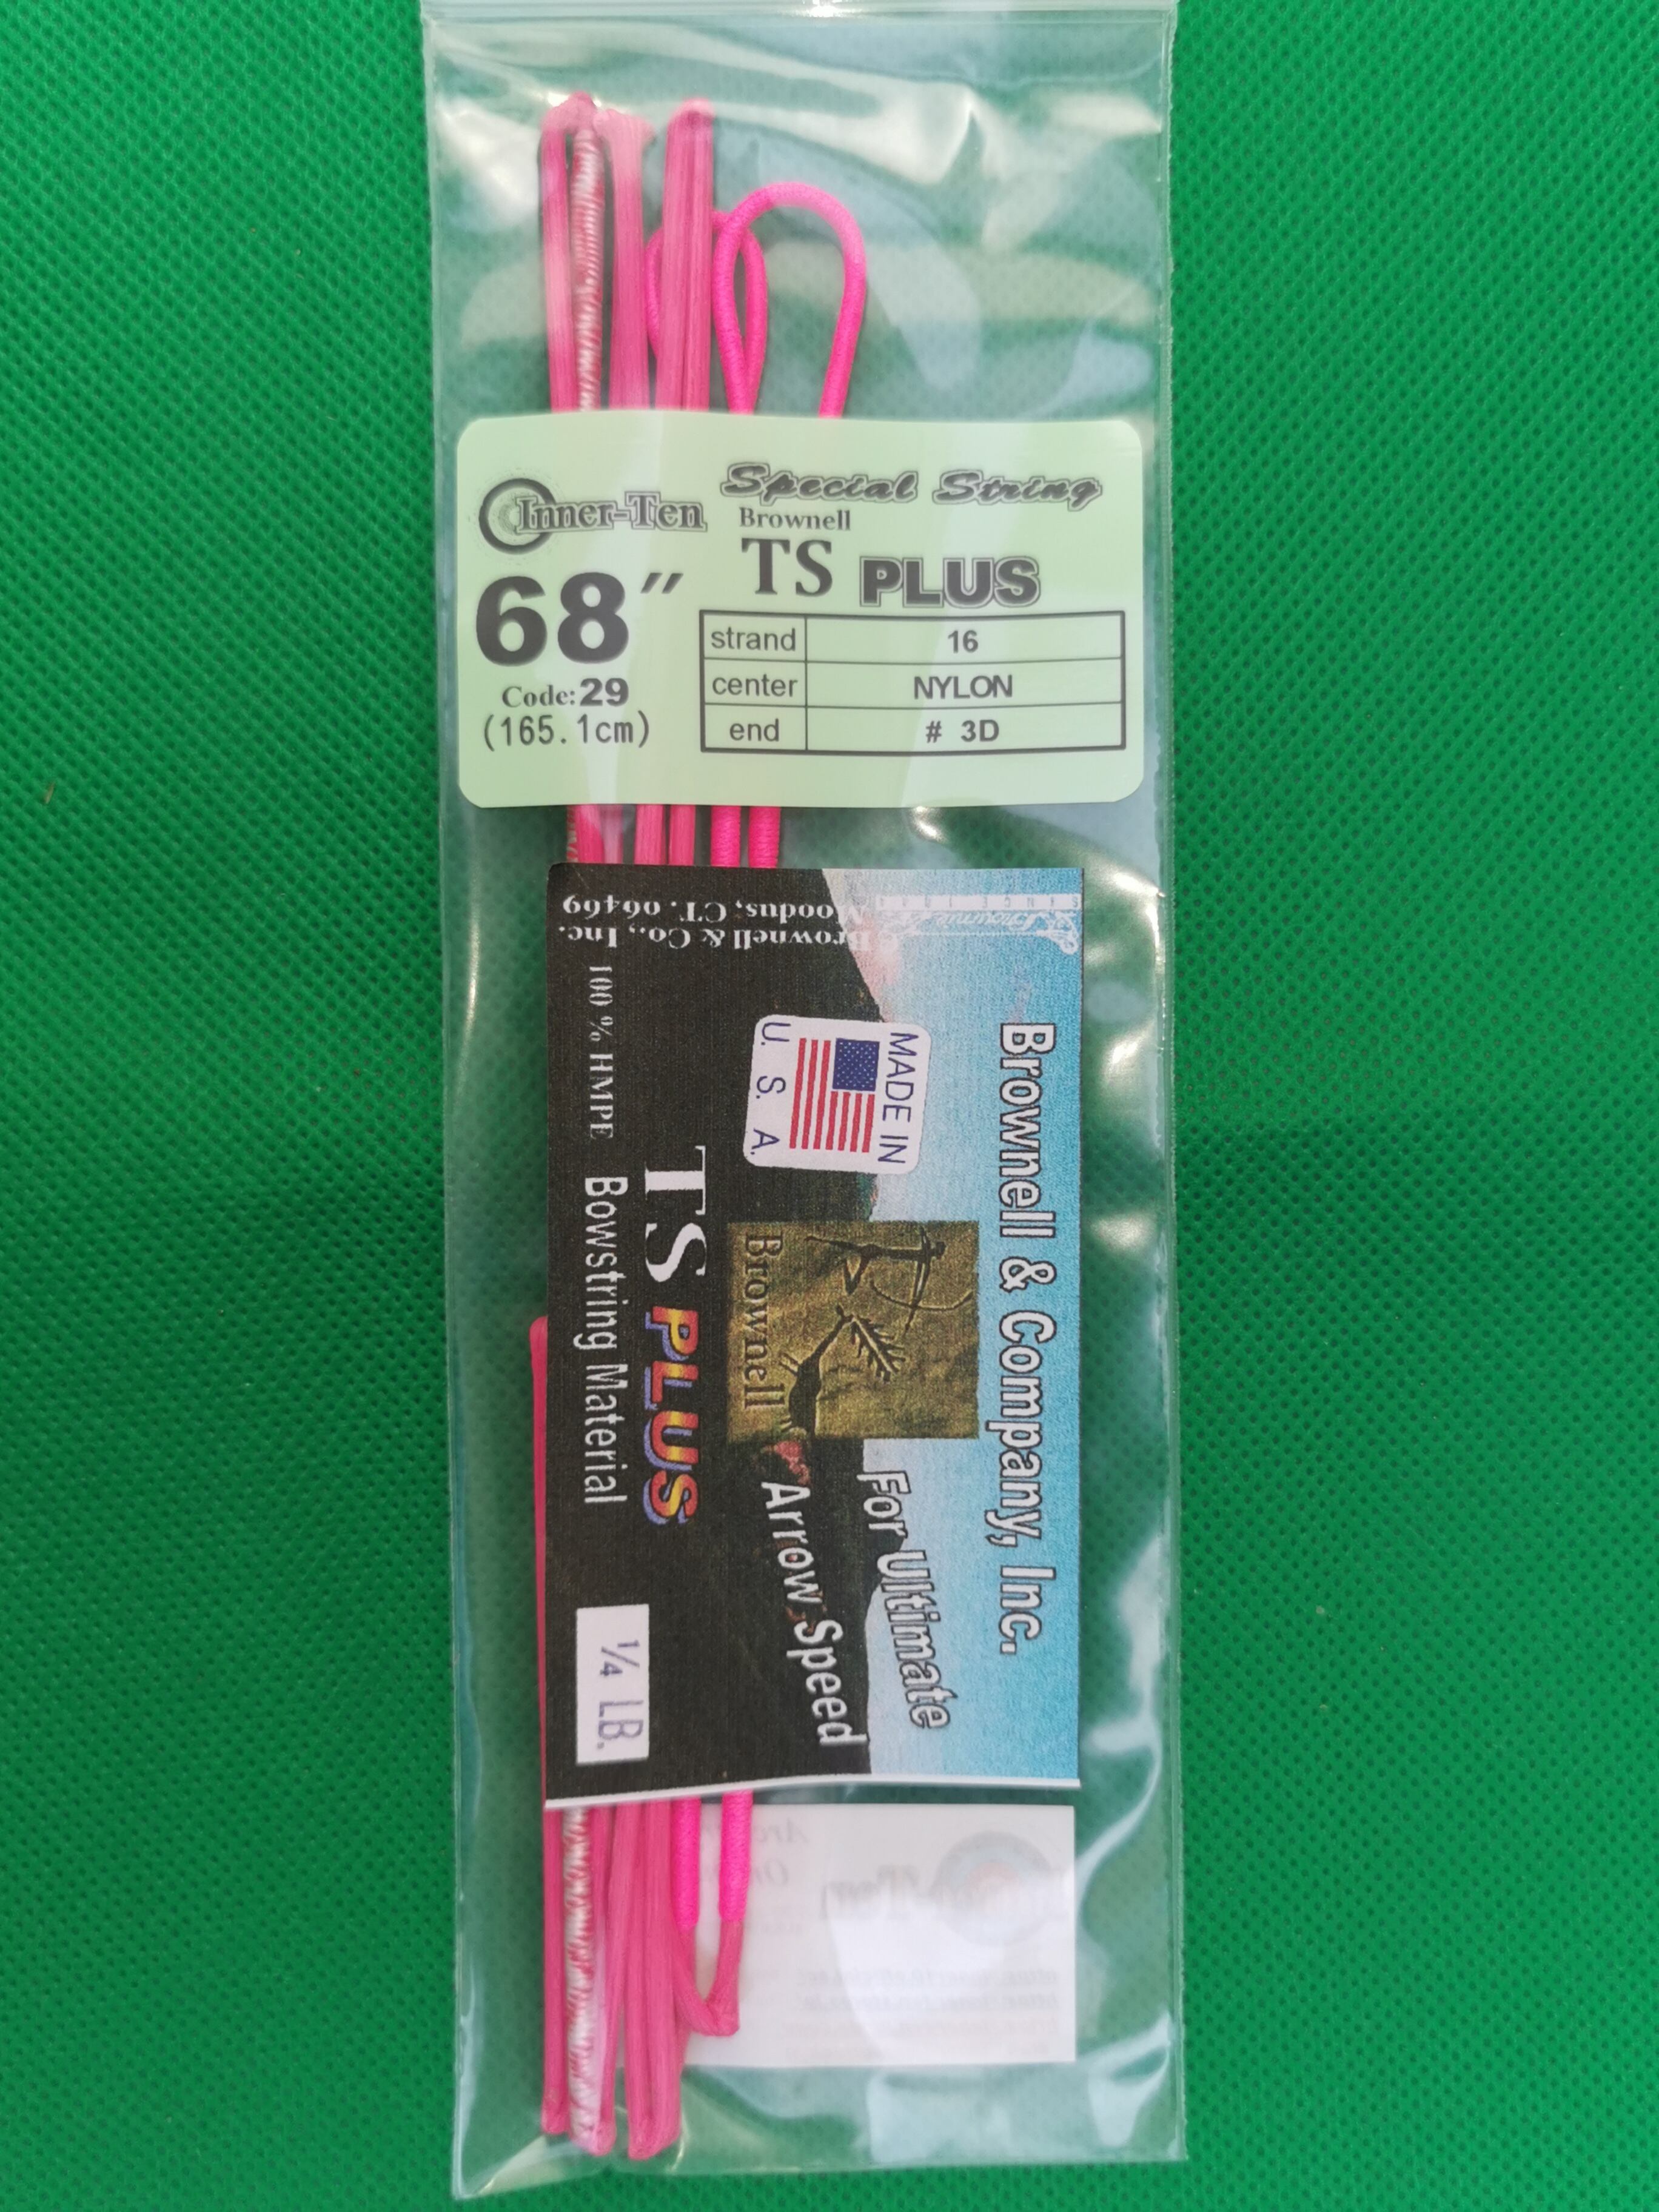 Inner-Ten
Special String
Brownell
TS PLUS
68"
Code:29
(165.1cm)
strand 16
center NYLON
end # 3D
Brownell & Co., Inc.
Moodus, CT. 06469
Brownell & Company, Inc.
MADE IN
U. S. A.
Brownell
For Ultimate
Arrow Speed
TS PLUS
100 % HMPE Bowstring Material
1/4 LB.